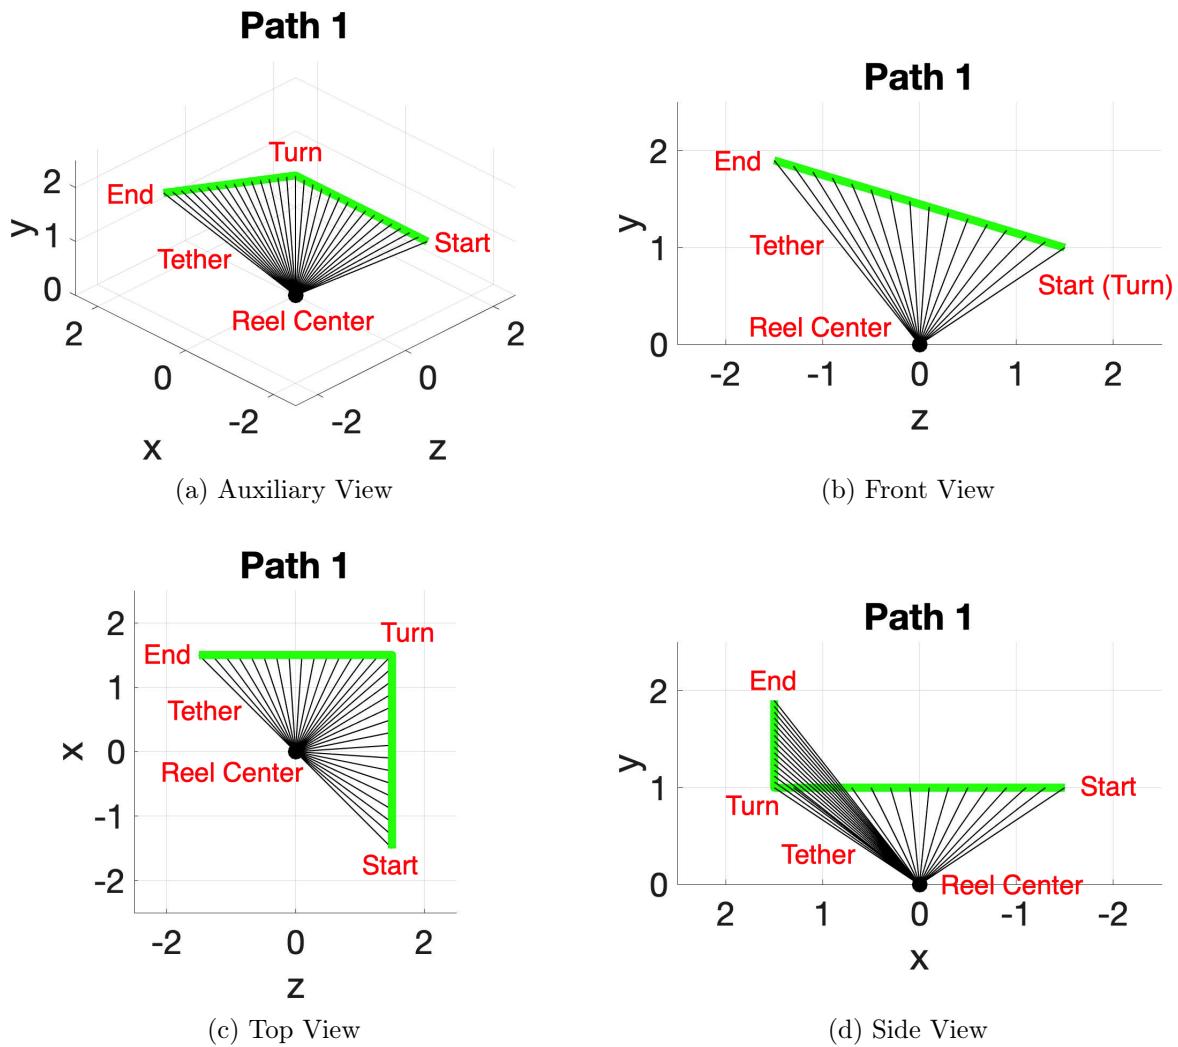 Path 1
Turn
End
Start
Tether
Reel Center
y
2
1
0
2
0
-2
x
-2
0
2
z
(a) Auxiliary View
Path 1
End
Tether
Start (Turn)
Reel Center
y
2
1
0
-2
-1
0
1
2
z
(b) Front View
Path 1
Turn
End
Tether
Reel Center
Start
x
2
1
0
-1
-2
-2
0
2
z
(c) Top View
Path 1
End
Start
Turn
Tether
Reel Center
y
2
1
0
2
1
0
-1
-2
x
(d) Side View